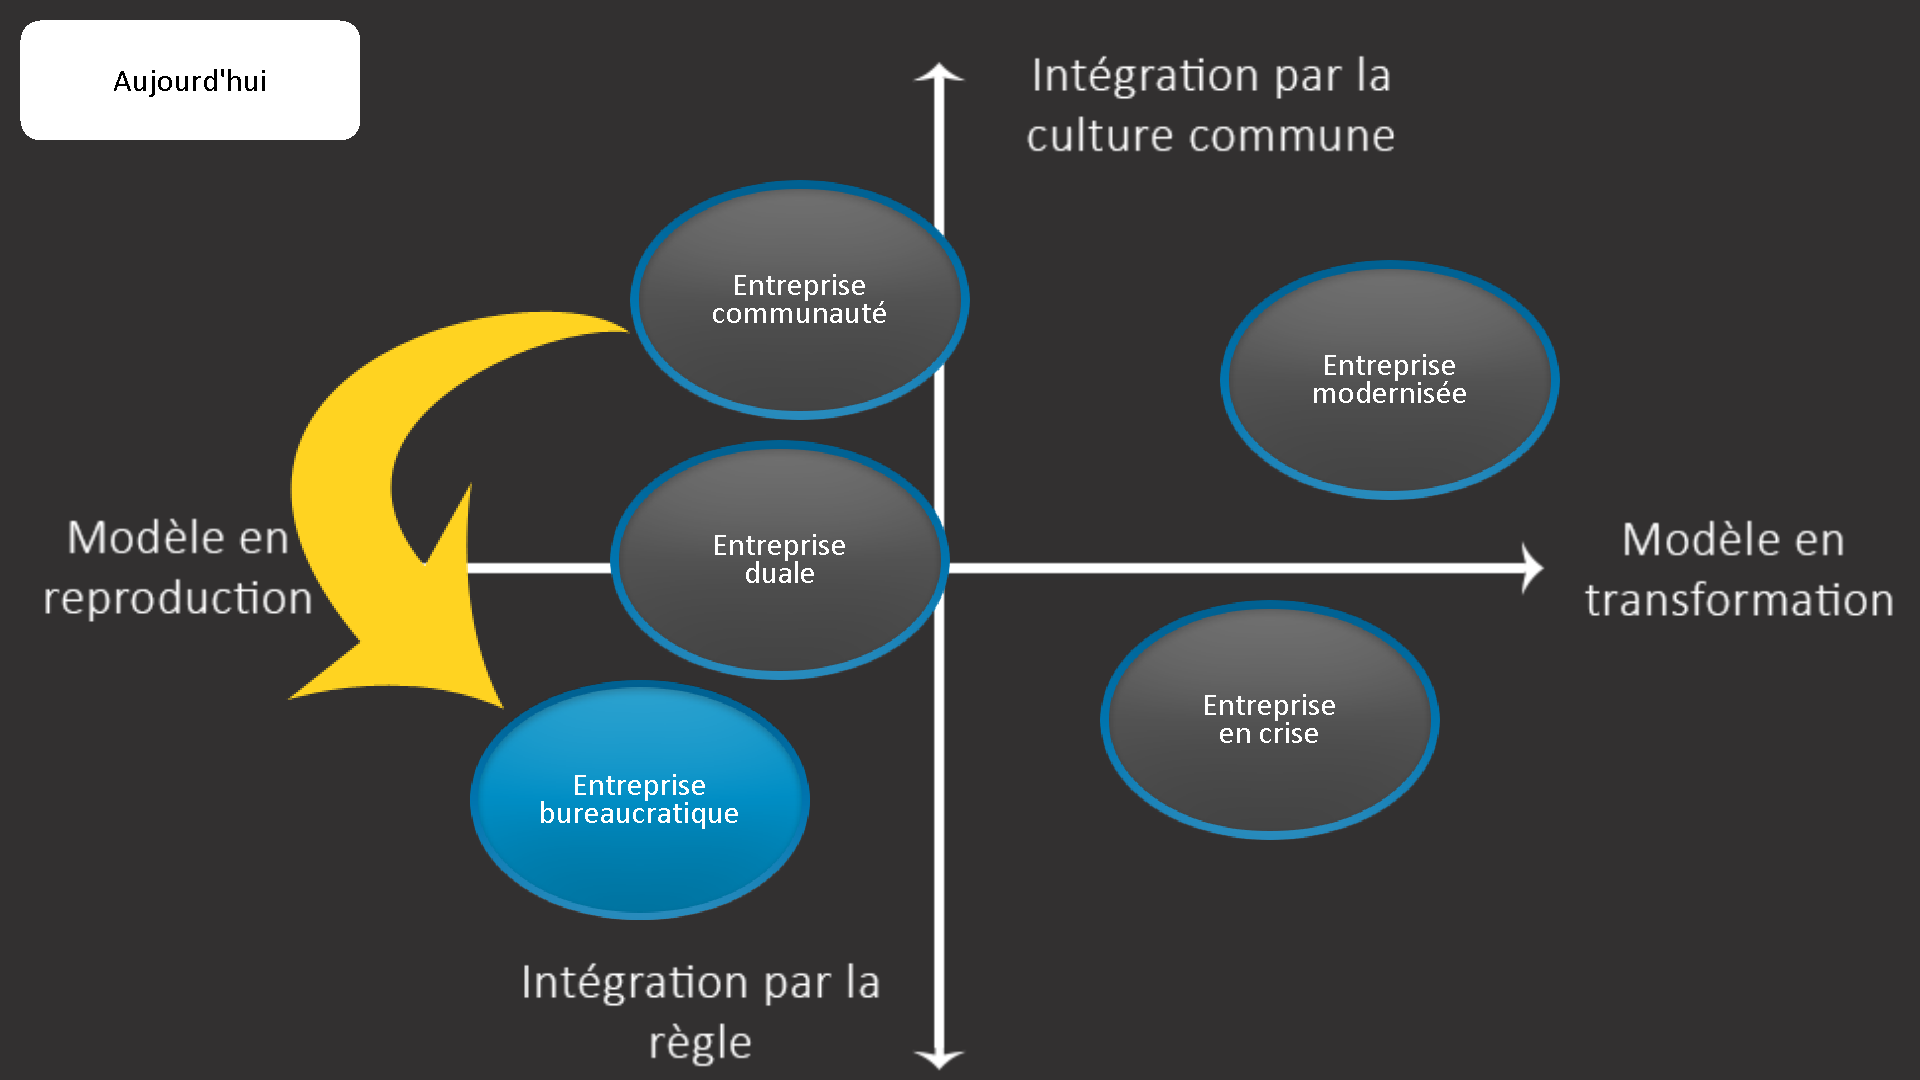 Aujourd'hui
Intégration par la
culture commune
Entreprise
communauté
Entreprise
modernisée
Modèle en
reproduction
Entreprise
duale
Modèle en
transformation
Entreprise
en crise
Entreprise
bureaucratique
Intégration par la
règle